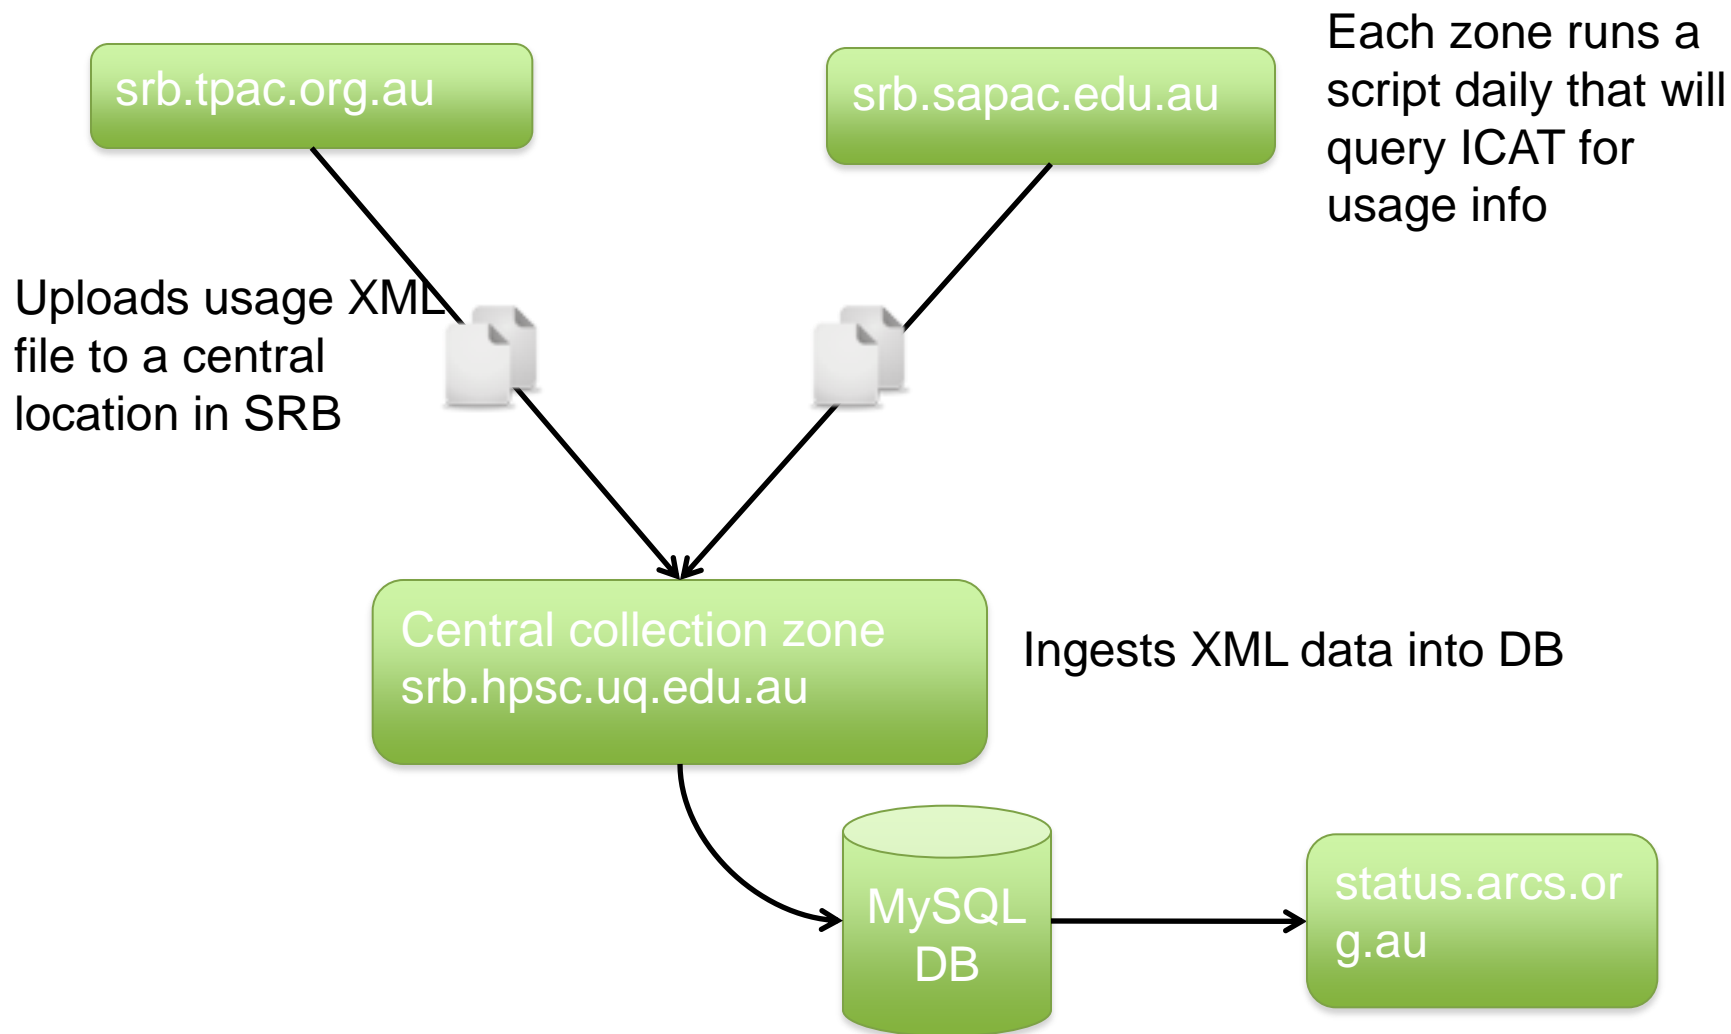 srb.tpac.org.au
srb.sapac.edu.au
Each zone runs a
script daily that will
query ICAT for
usage info
Uploads usage XML
file to a central
location in SRB
Central collection zone
srb.hpsc.uq.edu.au
Ingests XML data into DB
MySQL
DB
status.arcs.or
g.au